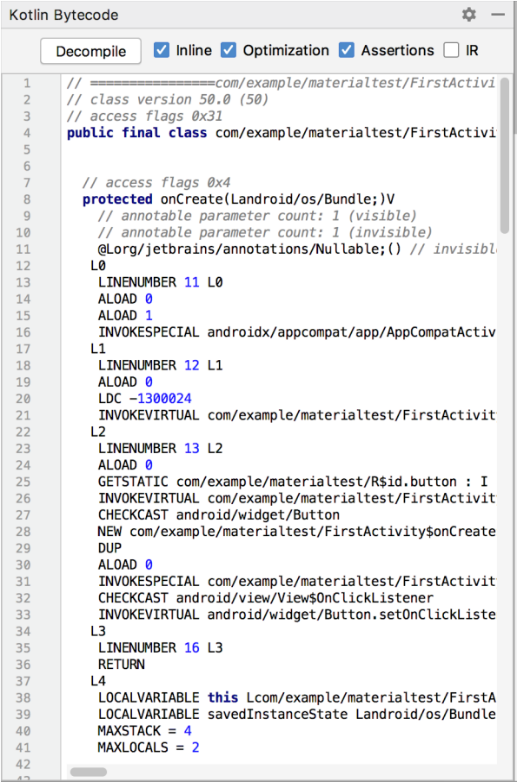 Kotlin Bytecode
Decompile Inline Optimization Assertions IR
1 // ================com/example/materialtest/FirstActivi
2 // class version 50.0 (50)
3 // access flags 0x31
4 public final class com/example/materialtest/FirstActivi
5
6
7 // access flags 0x4
8 protected onCreate(Landroid/os/Bundle;)V
9 // annotable parameter count: 1 (visible)
10 // annotable parameter count: 1 (invisible)
11 @Lorg/jetbrains/annotations/Nullable;() // invisibl
12 L0
13 LINENUMBER 11 L0
14 ALOAD 0
15 ALOAD 1
16 INVOKESPECIAL androidx/appcompat/app/AppCompatActiv
17 L1
18 LINENUMBER 12 L1
19 ALOAD 0
20 LDC -1300024
21 INVOKEVIRTUAL com/example/materialtest/FirstActivit
22 L2
23 LINENUMBER 13 L2
24 ALOAD 0
25 GETSTATIC com/example/materialtest/R$id.button : I
26 INVOKEVIRTUAL com/example/materialtest/FirstActivit
27 CHECKCAST android/widget/Button
28 NEW com/example/materialtest/FirstActivity$onCreate
29 DUP
30 ALOAD 0
31 INVOKESPECIAL com/example/materialtest/FirstActivit
32 CHECKCAST android/view/View$OnClickListener
33 INVOKEVIRTUAL android/widget/Button.setOnClickListe
34 L3
35 LINENUMBER 16 L3
36 RETURN
37 L4
38 LOCALVARIABLE this Lcom/example/materialtest/FirstA
39 LOCALVARIABLE savedInstanceState Landroid/os/Bundle
40 MAXSTACK = 4
41 MAXLOCALS = 2
42